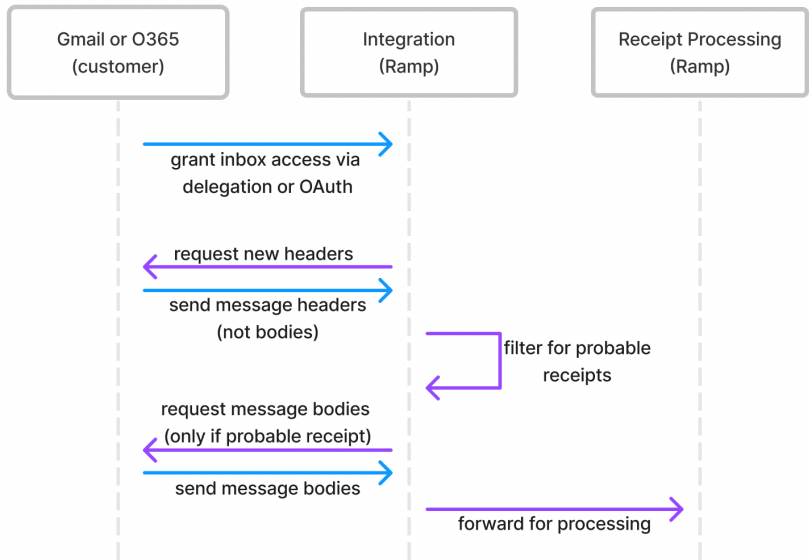 Gmail or O365
(customer)
Integration
(Ramp)
Receipt Processing
(Ramp)
grant inbox access via
delegation or OAuth
request new headers
send message headers
(not bodies)
filter for probable
receipts
request message bodies
(only if probable receipt)
send message bodies
forward for processing